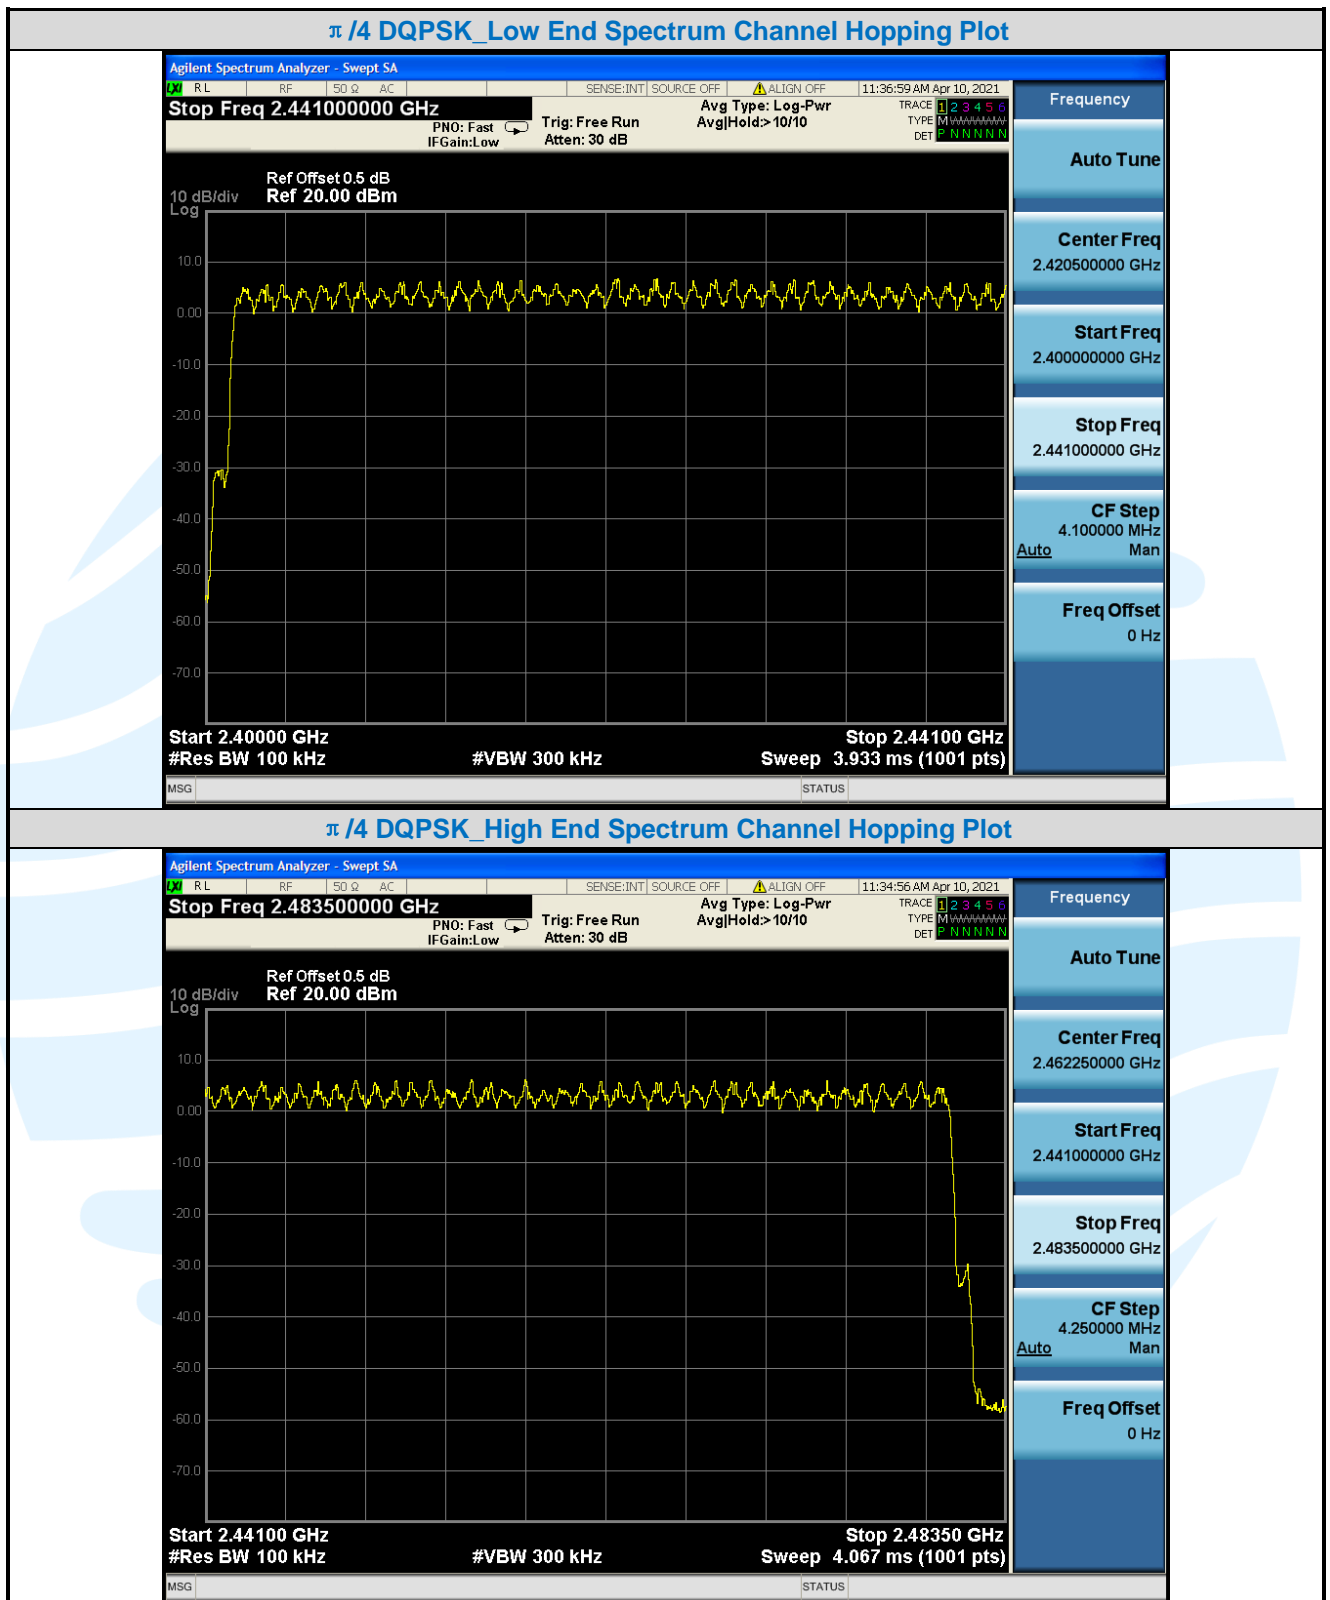 π /4 DQPSK_Low End Spectrum Channel Hopping Plot
Agilent Spectrum Analyzer - Swept SA
LXI RL RF 50 Ω AC SENSE:INT SOURCE OFF ALIGN OFF 11:36:59 AM Apr 10, 2021
Stop Freq 2.441000000 GHz
PNO: Fast
IFGain:Low
Trig: Free Run
Atten: 30 dB
Avg Type: Log-Pwr
Avg|Hold:> 10/10
TRACE 1 2 3 4 5 6
TYPE M
DET P N N N N N
Ref Offset 0.5 dB
10 dB/div Ref 20.00 dBm
Log
10.0
0.00
-10.0
-20.0
-30.0
-40.0
-50.0
-60.0
-70.0
Start 2.40000 GHz Stop 2.44100 GHz
#Res BW 100 kHz #VBW 300 kHz Sweep 3.933 ms (1001 pts)
MSG STATUS
Frequency
Auto Tune
Center Freq
2.420500000 GHz
Start Freq
2.400000000 GHz
Stop Freq
2.441000000 GHz
CF Step
4.100000 MHz
Auto Man
Freq Offset
0 Hz
π /4 DQPSK_High End Spectrum Channel Hopping Plot
Agilent Spectrum Analyzer - Swept SA
LXI RL RF 50 Ω AC SENSE:INT SOURCE OFF ALIGN OFF 11:34:56 AM Apr 10, 2021
Stop Freq 2.483500000 GHz
PNO: Fast
IFGain:Low
Trig: Free Run
Atten: 30 dB
Avg Type: Log-Pwr
Avg|Hold:> 10/10
TRACE 1 2 3 4 5 6
TYPE M
DET P N N N N N
Ref Offset 0.5 dB
10 dB/div Ref 20.00 dBm
Log
10.0
0.00
-10.0
-20.0
-30.0
-40.0
-50.0
-60.0
-70.0
Start 2.44100 GHz Stop 2.48350 GHz
#Res BW 100 kHz #VBW 300 kHz Sweep 4.067 ms (1001 pts)
MSG STATUS
Frequency
Auto Tune
Center Freq
2.462250000 GHz
Start Freq
2.441000000 GHz
Stop Freq
2.483500000 GHz
CF Step
4.250000 MHz
Auto Man
Freq Offset
0 Hz